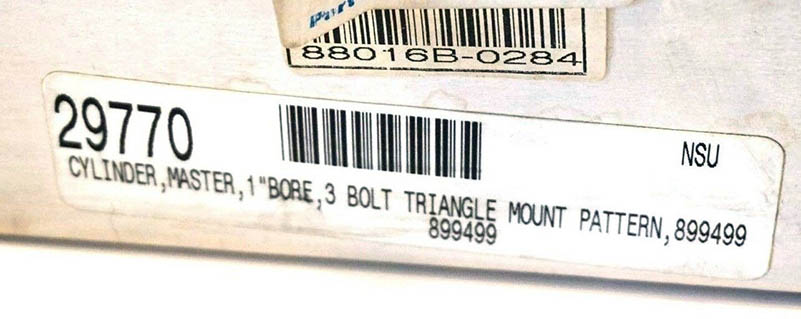 88016B-0284
29770
NSU
CYLINDER,MASTER,1"BORE,3 BOLT TRIANGLE MOUNT PATTERN,899499
899499